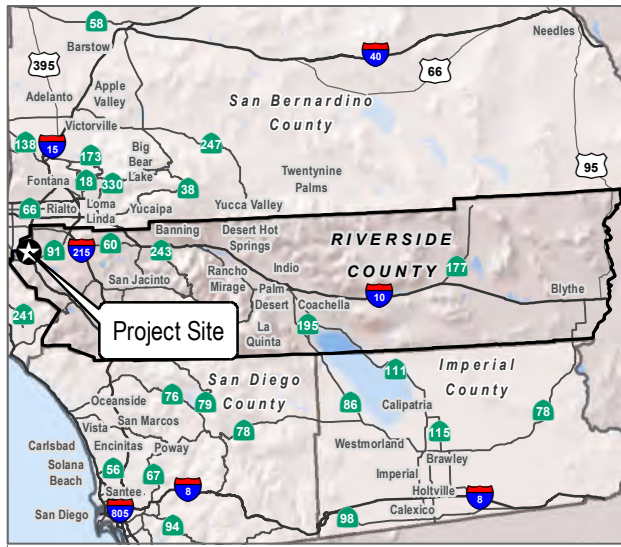 58
Barstow
Needles
395
40
66
Apple
Valley
Adelanto
San Bernardino
County
Victorville
138
15
247
173
Big
Bear
Lake
95
Fontana
18
330
38
Twentynine
Palms
66
Rialto
Loma
Linda
Yucaipa
Yucca Valley
Banning
Desert Hot
Springs
91
215
60
243
RIVERSIDE
COUNTY
177
San Jacinto
Rancho
Mirage
Indio
Palm
Desert
Coachella
10
Blythe
241
Project Site
195
La
Quinta
San Diego
County
Imperial
County
111
Oceanside
76
79
86
Calipatria
78
Vista
San Marcos
78
Carlsbad
Encinitas
Poway
Westmorland
115
Solana
Beach
56
67
Brawley
Imperial
Santee
8
Holtville
8
San Diego
805
94
98
Calexico